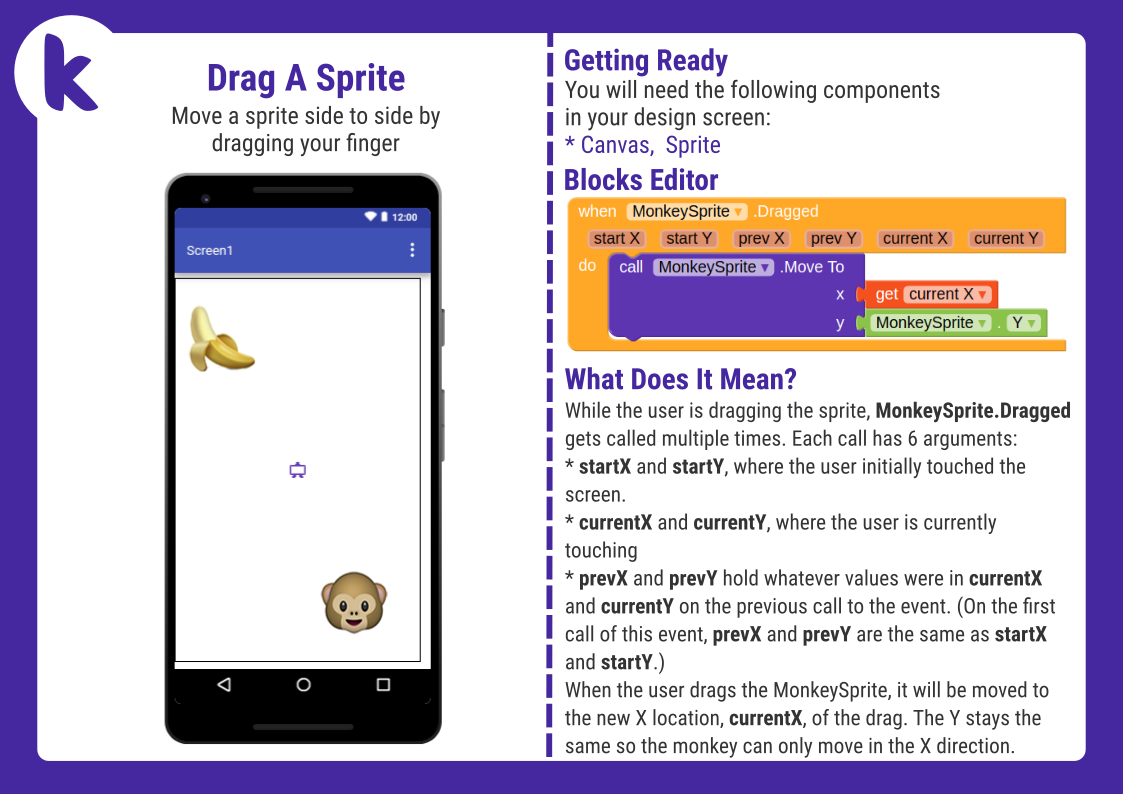 k
Drag A Sprite
Move a sprite side to side by
dragging your finger
12:00
Screen1
Getting Ready
You will need the following components
in your design screen:
* Canvas,  Sprite
Blocks Editor
when MonkeySprite .Dragged
start X start Y prev X prev Y current X current Y
do call MonkeySprite .Move To
x get current X
y MonkeySprite . Y
What Does It Mean?
While the user is dragging the sprite, MonkeySprite.Dragged
gets called multiple times. Each call has 6 arguments:
* startX and startY, where the user initially touched the
screen.
* currentX and currentY, where the user is currently
touching
* prevX and prevY hold whatever values were in currentX
and currentY on the previous call to the event. (On the first
call of this event, prevX and prevY are the same as startX
and startY.)
When the user drags the MonkeySprite, it will be moved to
the new X location, currentX, of the drag. The Y stays the
same so the monkey can only move in the X direction.